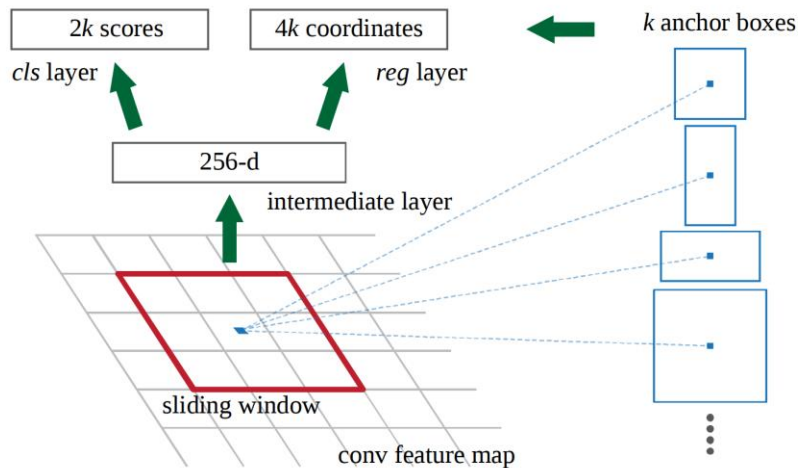 2k scores
4k coordinates
k anchor boxes
cls layer
reg layer
256-d
intermediate layer
sliding window
conv feature map